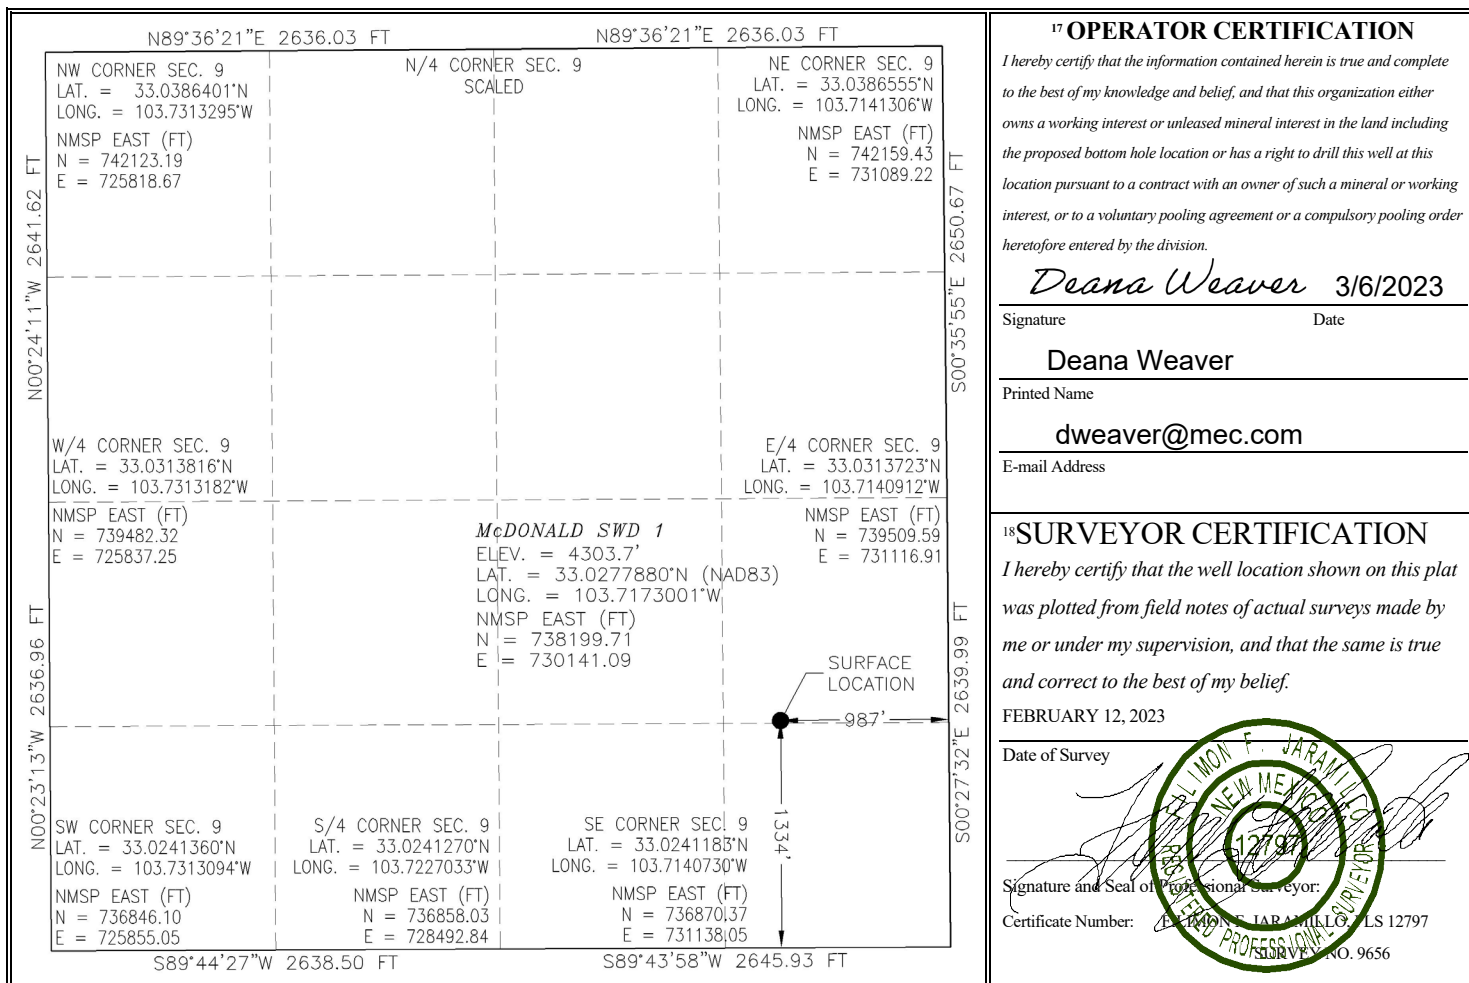 N89°36'21"E 2636.03 FT
N89°36'21"E 2636.03 FT
NW CORNER SEC. 9
LAT. = 33.0386401°N
LONG. = 103.7313295°W
NMSP EAST (FT)
N = 742123.19
E = 725818.67
N/4 CORNER SEC. 9
SCALED
NE CORNER SEC. 9
LAT. = 33.0386555°N
LONG. = 103.7141306°W
NMSP EAST (FT)
N = 742159.43
E = 731089.22
N00°24'11"W 2641.62 FT
S00°35'55"E 2650.67 FT
W/4 CORNER SEC. 9
LAT. = 33.0313816°N
LONG. = 103.7313182°W
NMSP EAST (FT)
N = 739482.32
E = 725837.25
E/4 CORNER SEC. 9
LAT. = 33.0313723°N
LONG. = 103.7140912°W
NMSP EAST (FT)
N = 739509.59
E = 731116.91
McDONALD SWD 1
ELEV. = 4303.7'
LAT. = 33.0277880°N (NAD83)
LONG. = 103.7173001°W
NMSP EAST (FT)
N = 738199.71
E = 730141.09
SURFACE
LOCATION
987'
1334'
N00°23'13"W 2636.96 FT
S00°27'32"E 2639.99 FT
SW CORNER SEC. 9
LAT. = 33.0241360°N
LONG. = 103.7313094°W
NMSP EAST (FT)
N = 736846.10
E = 725855.05
S/4 CORNER SEC. 9
LAT. = 33.0241270°N
LONG. = 103.7227033°W
NMSP EAST (FT)
N = 736858.03
E = 728492.84
SE CORNER SEC. 9
LAT. = 33.0241183°N
LONG. = 103.7140730°W
NMSP EAST (FT)
N = 736870.37
E = 731138.05
S89°44'27"W 2638.50 FT
S89°43'58"W 2645.93 FT
17 OPERATOR CERTIFICATION
I hereby certify that the information contained herein is true and complete
to the best of my knowledge and belief, and that this organization either
owns a working interest or unleased mineral interest in the land including
the proposed bottom hole location or has a right to drill this well at this
location pursuant to a contract with an owner of such a mineral or working
interest, or to a voluntary pooling agreement or a compulsory pooling order
heretofore entered by the division.
Deana Weaver 3/6/2023
Signature Date
Deana Weaver
Printed Name
dweaver@mec.com
E-mail Address
18 SURVEYOR CERTIFICATION
I hereby certify that the well location shown on this plat
was plotted from field notes of actual surveys made by
me or under my supervision, and that the same is true
and correct to the best of my belief.
FEBRUARY 12, 2023
Date of Survey
FILIMON F. JARAMILLO
NEW MEXICO
12797
REGISTERED PROFESSIONAL SURVEYOR
Signature and Seal of Professional Surveyor:
Certificate Number: FILIMON F. JARAMILLO, PLS 12797
SURVEY NO. 9656